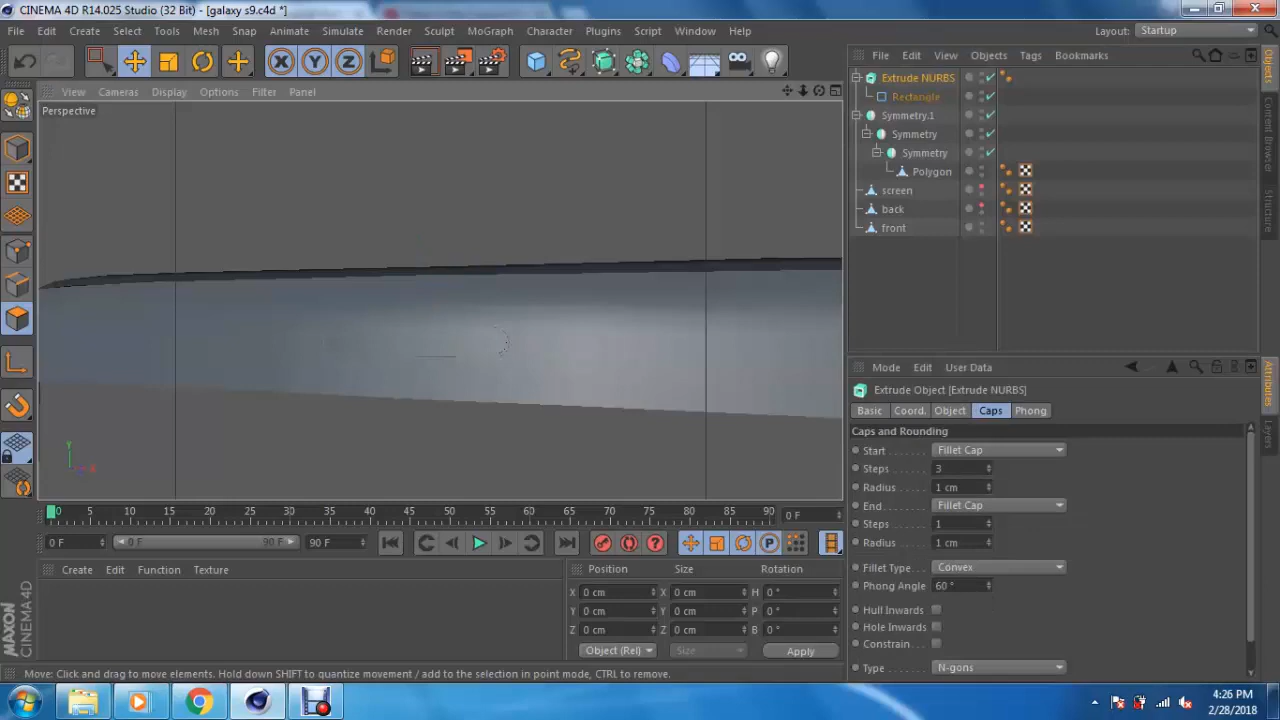 CINEMA 4D R14.025 Studio (32 Bit) - [galaxy s9.c4d *]
File Edit Create Select Tools Mesh Snap Animate Simulate Render Sculpt MoGraph Character Plugins Script Window Help
Layout: Startup
X Y Z
File Edit View Objects Tags Bookmarks
View Cameras Display Options Filter Panel
Perspective
Extrude NURBS
Rectangle
Symmetry.1
Symmetry
Symmetry
Polygon
screen
back
front
Objects
Content Browser
Structure
Mode Edit User Data
Extrude Object [Extrude NURBS]
Basic Coord. Object Caps Phong
Caps and Rounding
Start Fillet Cap
Steps 3
Radius 1 cm
End Fillet Cap
Steps 1
Radius 1 cm
Fillet Type Convex
Phong Angle 60 °
Hull Inwards
Hole Inwards
Constrain
Type N-gons
Attributes
Layers
Y
X
0 5 10 15 20 25 30 35 40 45 50 55 60 65 70 75 80 85 90 0 F
0 F 0 F 90 F 90 F
P
Create Edit Function Texture
Position Size Rotation
X 0 cm X 0 cm H 0 °
Y 0 cm Y 0 cm P 0 °
Z 0 cm Z 0 cm B 0 °
Object (Rel) Size Apply
MAXON
CINEMA 4D
Move: Click and drag to move elements. Hold down SHIFT to quantize movement / add to the selection in point mode, CTRL to remove.
4:26 PM
2/28/2018